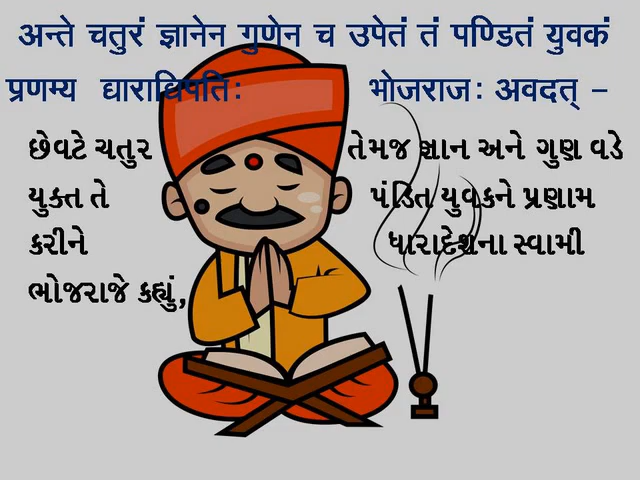 अन्ते चतुरं ज्ञानेन गुणेन च उपेतं तं पण्डितं युवकं
प्रणम्य द्याराधिपतिः भोजराजः अवदत् –
છેવટે ચતુર તેમજ જ્ઞાન અને ગુણ વડે
યુક્ત તે પંડિત યુવકને પ્રણામ
કરીને ધારાદેશના સ્વામી
ભોજરાજે કહ્યું,